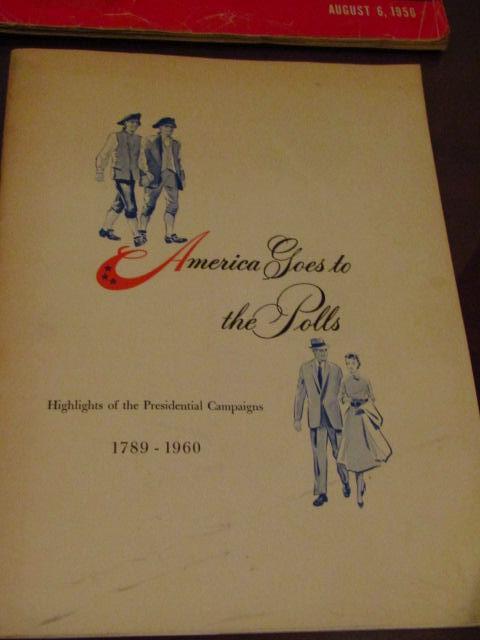 AUGUST 6, 1956
America Goes to
the Polls
Highlights of the Presidential Campaigns
1789 - 1960